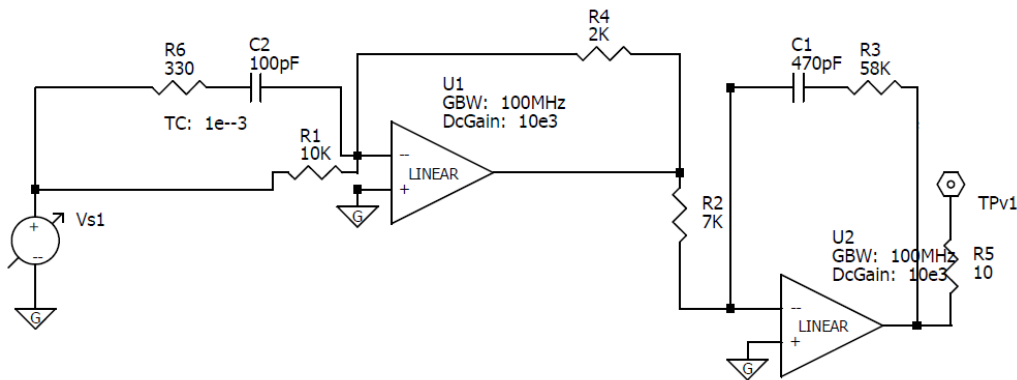 R4
2K
R6
330
C2
100pF
C1
470pF
R3
58K
U1
GBW: 100MHz
DcGain: 10e3
TC: 1e--3
R1
10K
--
+
LINEAR
G
Vs1
+
--
G
R2
7K
TPv1
U2
GBW: 100MHz
DcGain: 10e3
R5
10
--
+
LINEAR
G